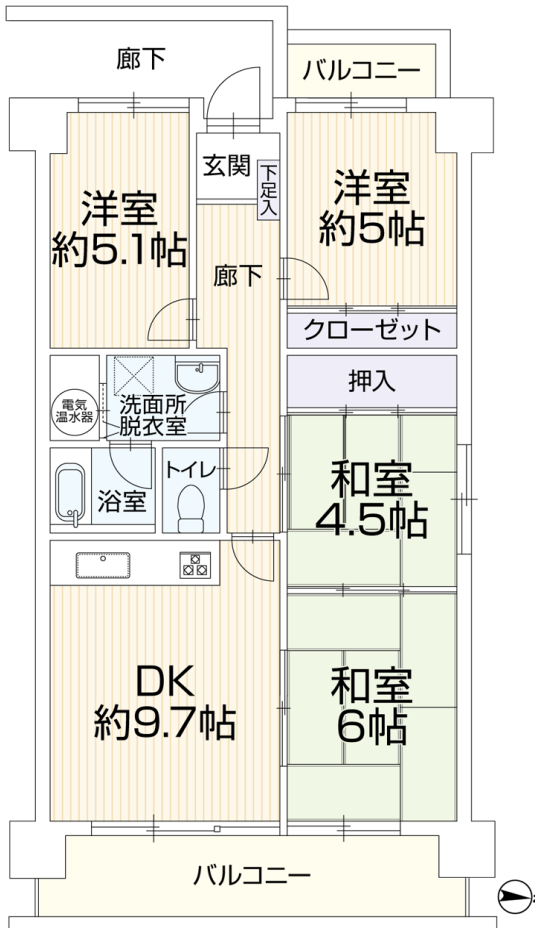 廊下
バルコニー
玄関
下足入
洋室
約5.1帖
洋室
約5帖
廊下
クローゼット
押入
電気
温水器
洗面所
脱衣室
トイレ
浴室
和室
4.5帖
DK
約9.7帖
和室
6帖
バルコニー